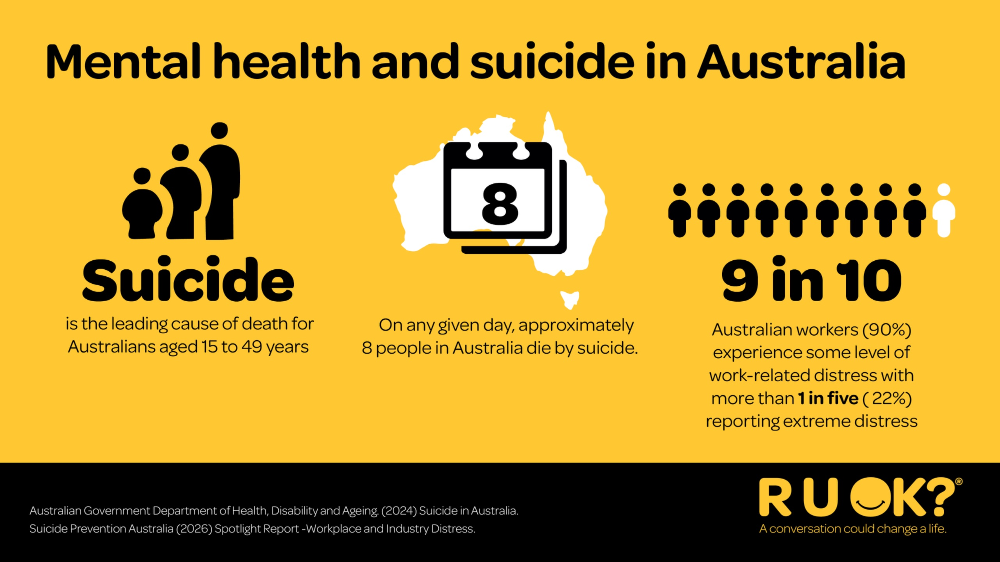 Mental health and suicide in Australia
8
Suicide
is the leading cause of death for
Australians aged 15 to 49 years
On any given day, approximately
8 people in Australia die by suicide.
9 in 10
Australian workers (90%)
experience some level of
work-related distress with
more than 1 in five ( 22%)
reporting extreme distress
Australian Government Department of Health, Disability and Ageing. (2024) Suicide in Australia.
Suicide Prevention Australia (2026) Spotlight Report -Workplace and Industry Distress.
R U OK?®
A conversation could change a life.